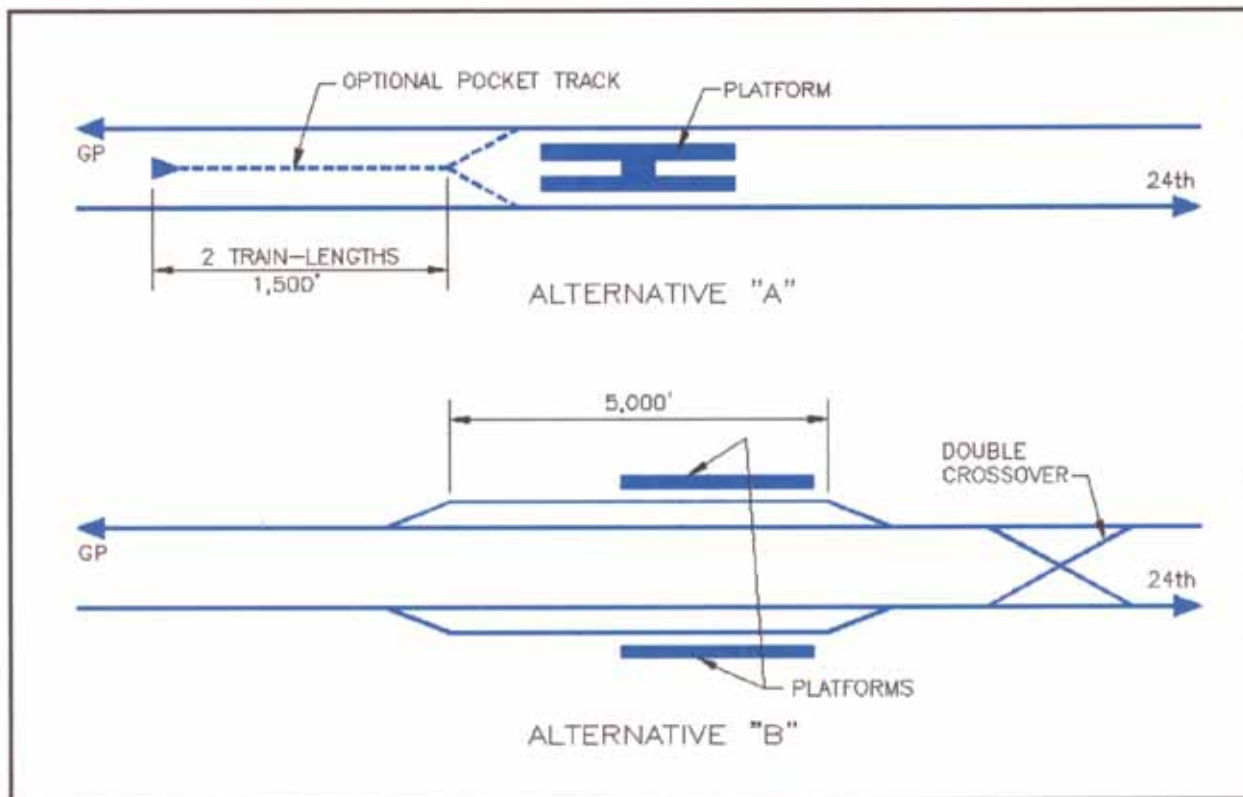 OPTIONAL POCKET TRACK
PLATFORM
GP
24th
2 TRAIN-LENGTHS
1,500'
ALTERNATIVE "A"
5,000'
DOUBLE
CROSSOVER
GP
24th
PLATFORMS
ALTERNATIVE "B"